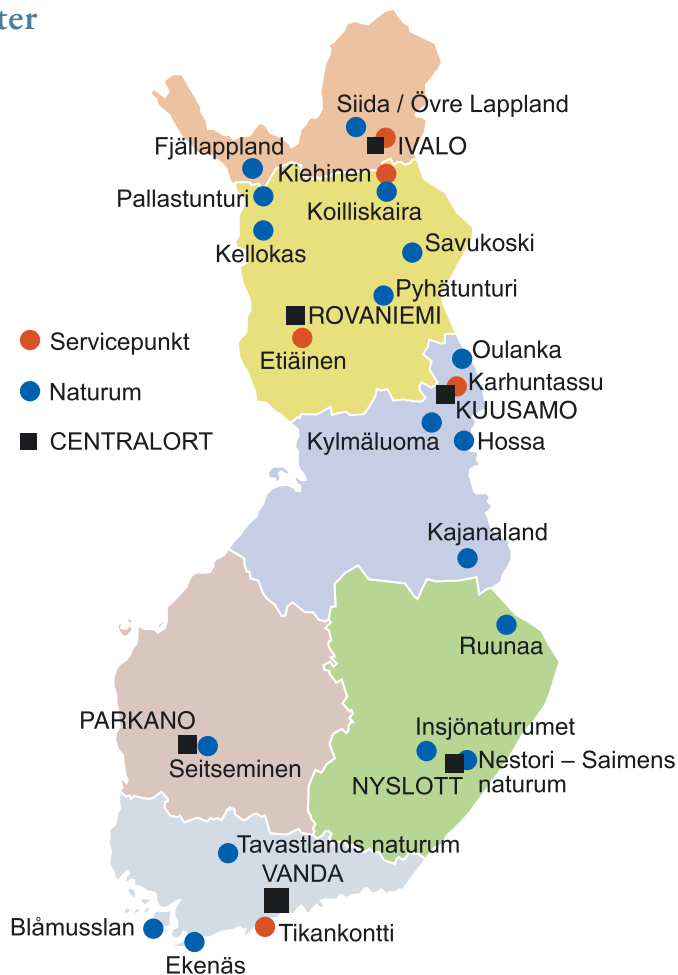 ter
Siida / Övre Lappland
Fjällappland
IVALO
Kiehinen
Pallastunturi
Koilliskaira
Kellokas
Savukoski
Pyhätunturi
ROVANIEMI
Servicepunkt
Etiäinen
Oulanka
Naturum
Karhuntassu
KUUSAMO
CENTRALORT
Kylmäluoma
Hossa
Kajanaland
Ruunaa
PARKANO
Insjönaturumet
Seitseminen
Nestori – Saimens
naturum
NYSLOTT
Tavastlands naturum
VANDA
Blåmusslan
Tikankontti
Ekenäs